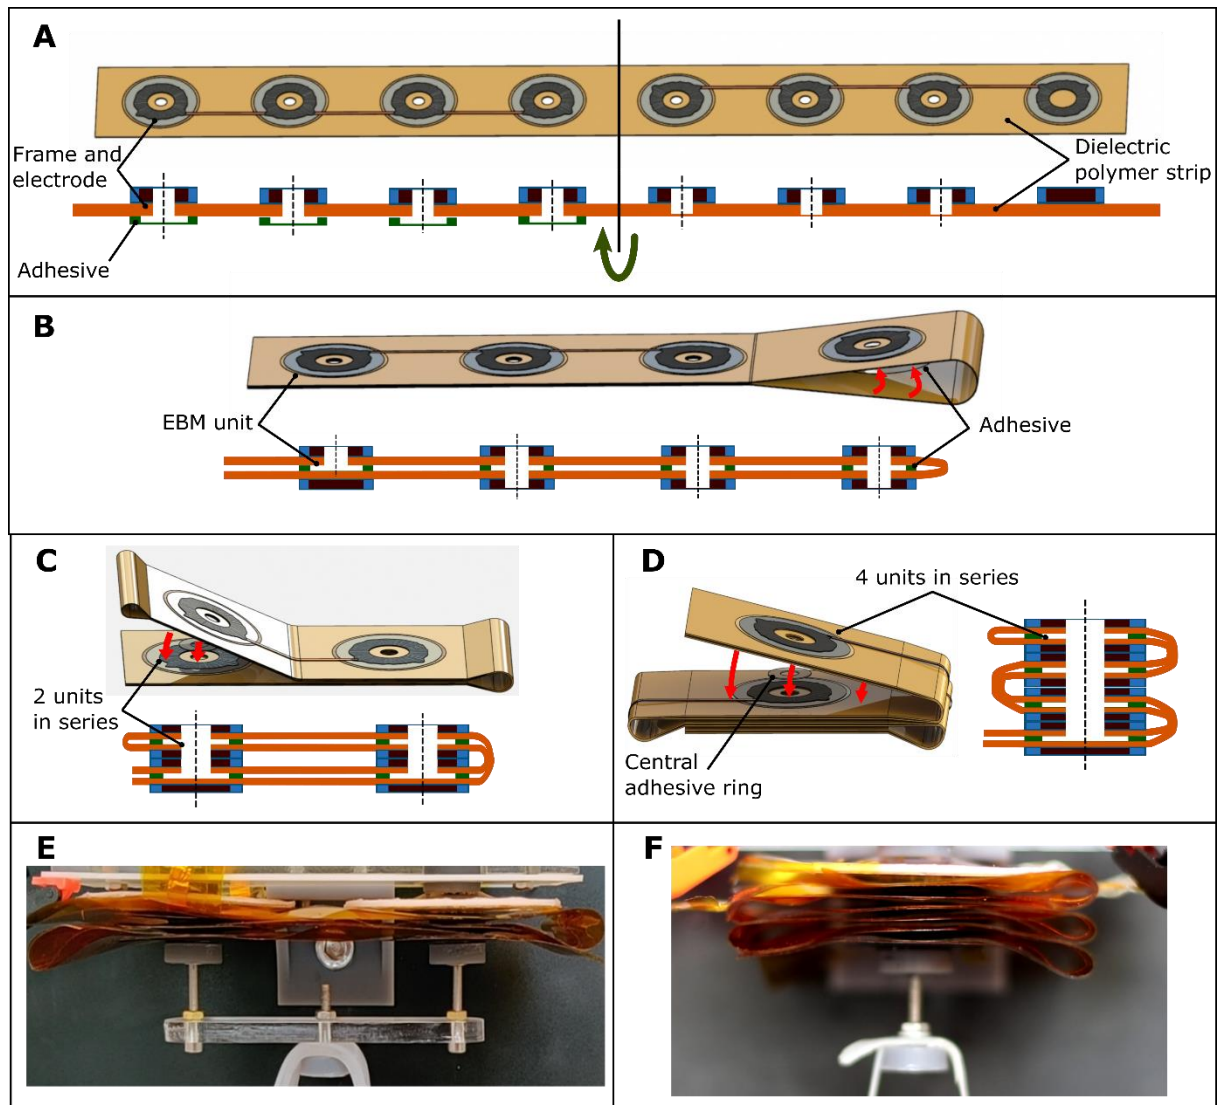 A
Frame and
electrode
Dielectric
polymer strip
Adhesive
B
EBM unit
Adhesive
C
2 units
in series
D
4 units in series
Central
adhesive ring
E
F